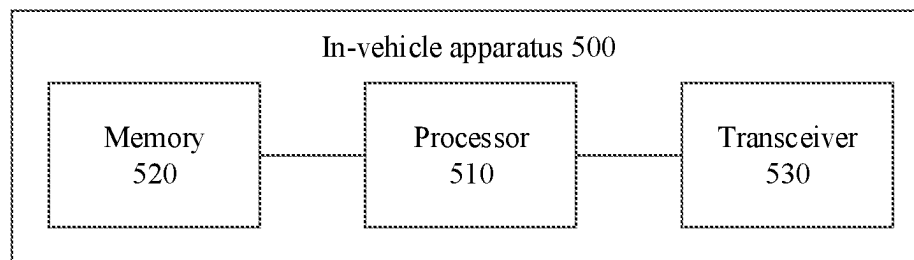 In-vehicle apparatus 500
Memory
520
Processor
510
Transceiver
530